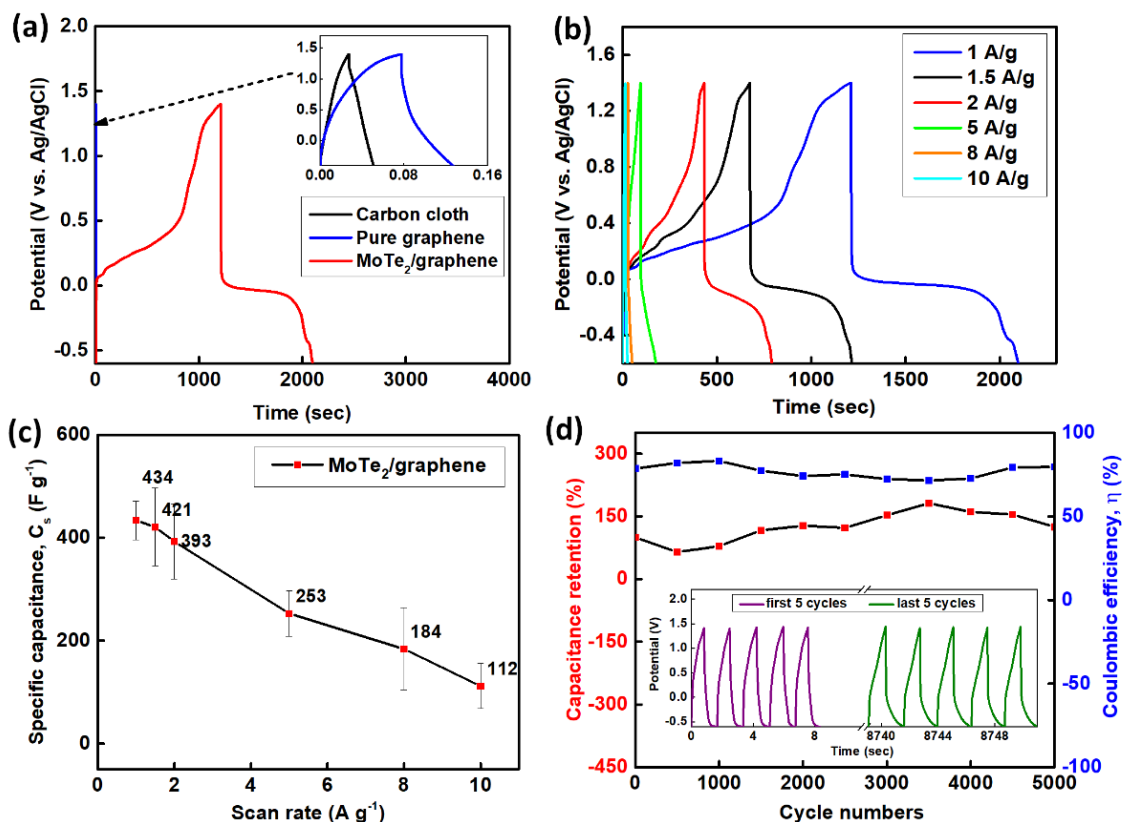 (a)
2.0
1.5
1.0
0.5
0.0
-0.5
Potential (V vs. Ag/AgCl)
0
1000
2000
3000
4000
Time (sec)
1.5
1.0
0.5
0.0
0.00
0.08
0.16
Carbon cloth
Pure graphene
MoTe₂/graphene
(b)
1.6
1.2
0.8
0.4
0.0
-0.4
Potential (V vs. Ag/AgCl)
0
500
1000
1500
2000
Time (sec)
1 A/g
1.5 A/g
2 A/g
5 A/g
8 A/g
10 A/g
(c)
600
400
200
0
Specific capacitance, Cₛ (F g⁻¹)
MoTe₂/graphene
434
421
393
253
184
112
2
4
6
8
10
Scan rate (A g⁻¹)
(d)
300
150
0
-150
-300
-450
Capacitance retention (%)
100
50
0
-50
-100
Coulombic efficiency, η (%)
first 5 cycles
last 5 cycles
2.0
1.5
1.0
0.5
0.0
-0.5
Potential (V)
0
4
8
8740
8744
8748
Time (sec)
0
1000
2000
3000
4000
5000
Cycle numbers